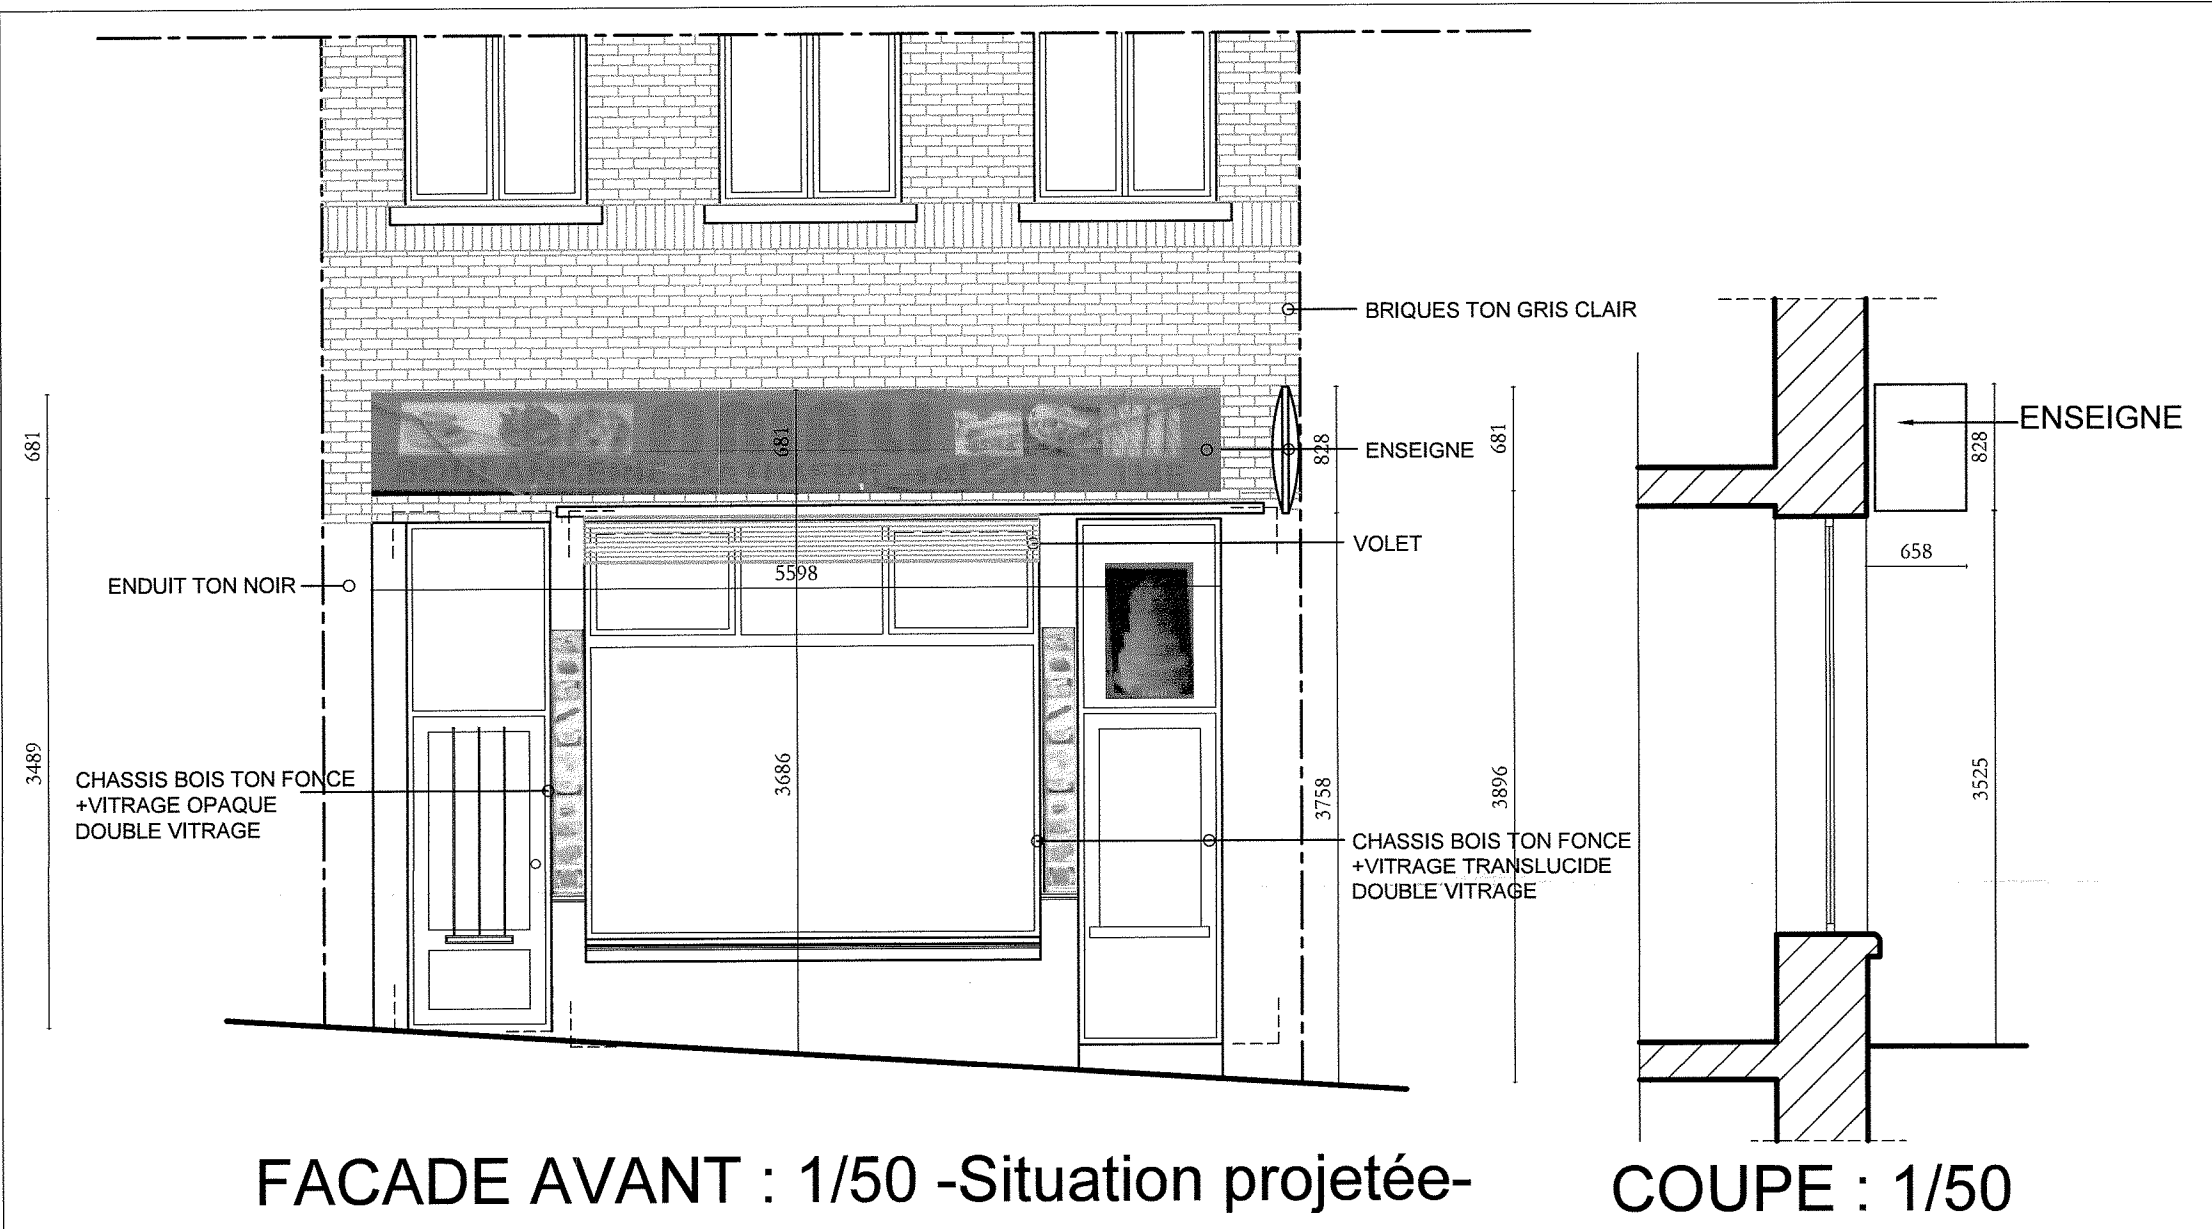 BRIQUES TON GRIS CLAIR
ENSEIGNE
681
681
828
ENSEIGNE
681
828
VOLET
658
5598
ENDUIT TON NOIR
3489
3686
3758
3896
3525
CHASSIS BOIS TON FONCE
+VITRAGE OPAQUE
DOUBLE VITRAGE
CHASSIS BOIS TON FONCE
+VITRAGE TRANSLUCIDE
DOUBLE VITRAGE
FACADE AVANT : 1/50 -Situation projetée-
COUPE : 1/50